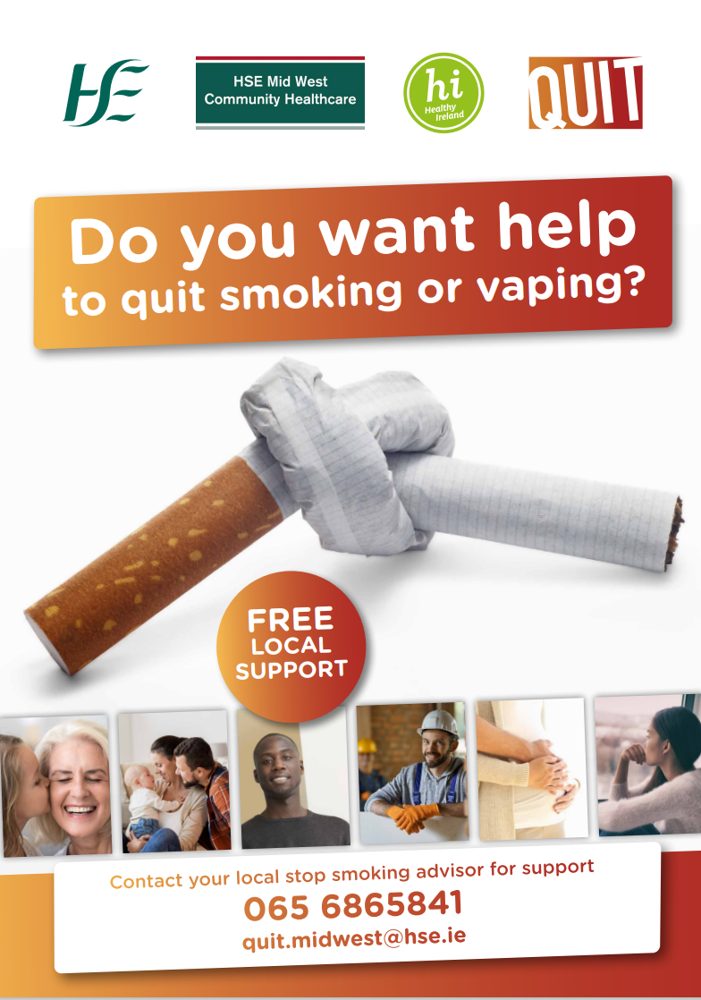 HSE
HSE Mid West
Community Healthcare
hi
Healthy
Ireland
QUIT
Do you want help
to quit smoking or vaping?
FREE
LOCAL
SUPPORT
Contact your local stop smoking advisor for support
065 6865841
quit.midwest@hse.ie